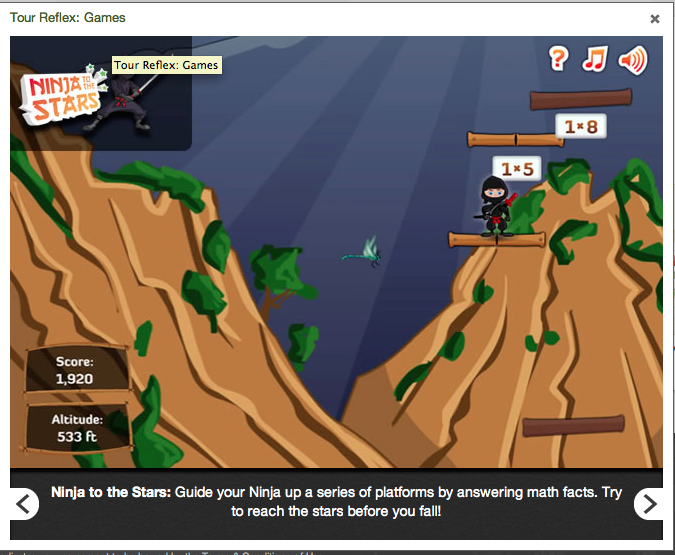 Tour Reflex: Games
Tour Reflex: Games
NINJA TO THE
STARS
?
1×8
1×5
Score:
1,920
Altitude:
533 ft
Ninja to the Stars: Guide your Ninja up a series of platforms by answering math facts. Try
to reach the stars before you fall!